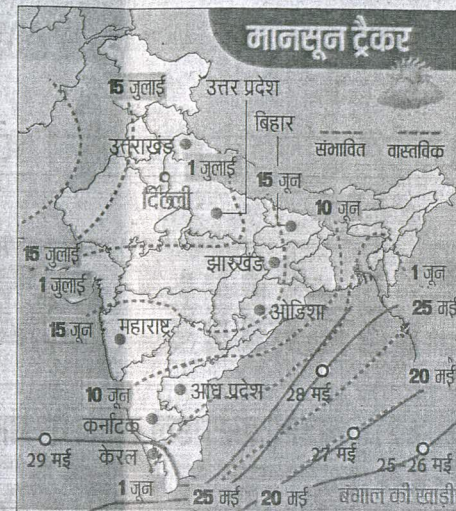 मानसून ट्रैकर
15 जुलाई
उत्तर प्रदेश
बिहार
संभावित
वास्तविक
उत्तराखंड
1 जुलाई
15 जून
दिल्ली
10 जून
15 जुलाई
झारखंड
1 जून
1 जुलाई
25 मई
15 जून
महाराष्ट्र
ओडिशा
20 मई
10 जून
आंध्र प्रदेश
28 मई
कर्नाटक
29 मई
केरल
27 मई
25-26 मई
1 जून
25 मई
20 मई
बंगाल की खाड़ी